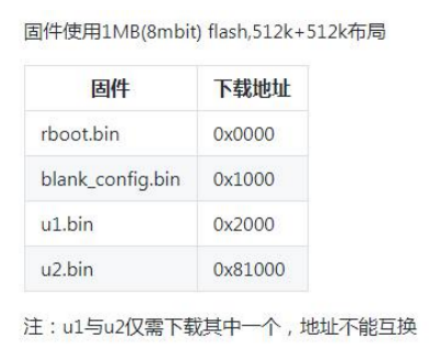 固件使用1MB(8mbit) flash,512k+512k布局
固件 下载地址
rboot.bin 0x0000
blank_config.bin 0x1000
u1.bin 0x2000
u2.bin 0x81000
注：u1与u2仅需下载其中一个，地址不能互换